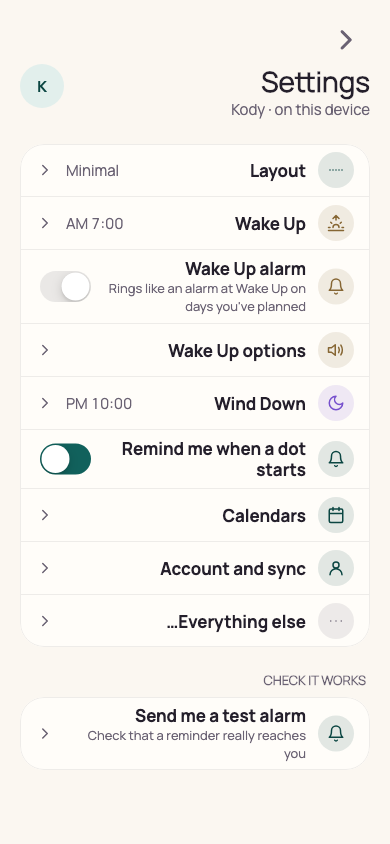 K
Settings
Kody · on this device
Layout
Minimal
Wake Up
AM 7:00
Wake Up alarm
Rings like an alarm at Wake Up on
days you've planned
Wake Up options
Wind Down
PM 10:00
Remind me when a dot
starts
Calendars
Account and sync
...Everything else
CHECK IT WORKS
Send me a test alarm
Check that a reminder really reaches
you